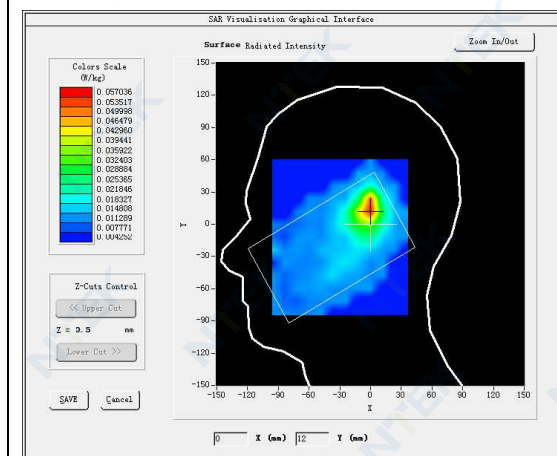 SAR Visualisation Graphical Interface
Surface Radiated Intensity
Zoom In/Out
Colors Scale
(W/kg)
0.057036
0.053517
0.049998
0.046479
0.042960
0.039441
0.035922
0.032403
0.028884
0.025365
0.021846
0.018327
0.014808
0.011289
0.007771
0.004252
150
120
90
60
30
0
-30
-60
-90
-120
-150
Y
-150 -120 -90 -60 -30 0 30 60 90 120 150
X
Z-Cuts Control
<< Upper Cut
Z = 0.5 mm
Lower Cut >>
SAVE Cancel
0 X (mm) 12 Y (mm)
NTEK